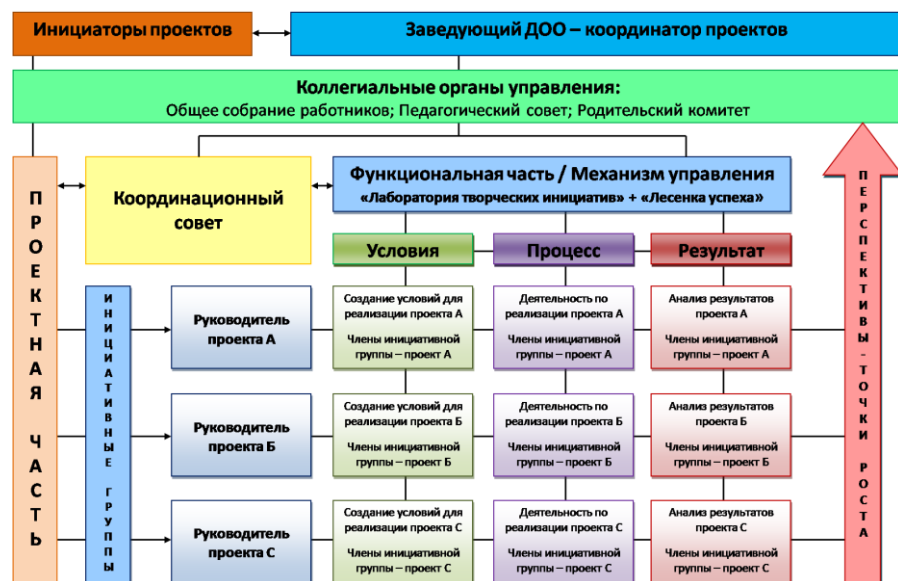 Инициаторы проектов
Заведующий ДОО – координатор проектов
Коллегиальные органы управления:
Общее собрание работников; Педагогический совет; Родительский комитет
ПРОЕКТНАЯ ЧАСТЬ
Координационный
совет
Функциональная часть / Механизм управления
«Лаборатория творческих инициатив» + «Лесенка успеха»
ПЕРСПЕКТИВЫ-ТОЧКИ РОСТА
Условия
Процесс
Результат
ИНИЦИАТИВНЫЕ ГРУППЫ
Руководитель
проекта А
Создание условий для
реализации проекта А
Члены инициативной
группы – проект А
Деятельность по
реализации проекта А
Члены инициативной
группы – проект А
Анализ результатов
проекта А
Члены инициативной
группы – проект А
Руководитель
проекта Б
Создание условий для
реализации проекта Б
Члены инициативной
группы – проект Б
Деятельность по
реализации проекта Б
Члены инициативной
группы – проект Б
Анализ результатов
проекта Б
Члены инициативной
группы – проект Б
Руководитель
проекта С
Создание условий для
реализации проекта С
Члены инициативной
группы – проект С
Деятельность по
реализации проекта С
Члены инициативной
группы – проект С
Анализ результатов
проекта С
Члены инициативной
группы – проект С